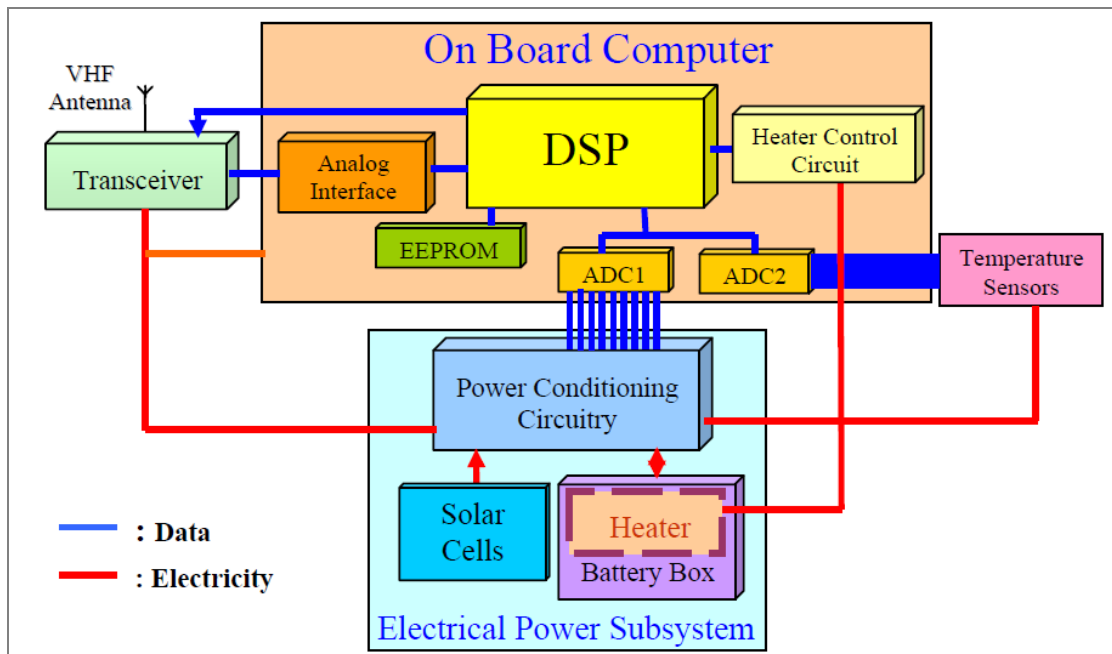 On Board Computer
VHF
Antenna
Transceiver
Analog
Interface
DSP
Heater Control
Circuit
EEPROM
ADC1
ADC2
Temperature
Sensors
Power Conditioning
Circuitry
Solar
Cells
Heater
Battery Box
Electrical Power Subsystem
: Data
: Electricity